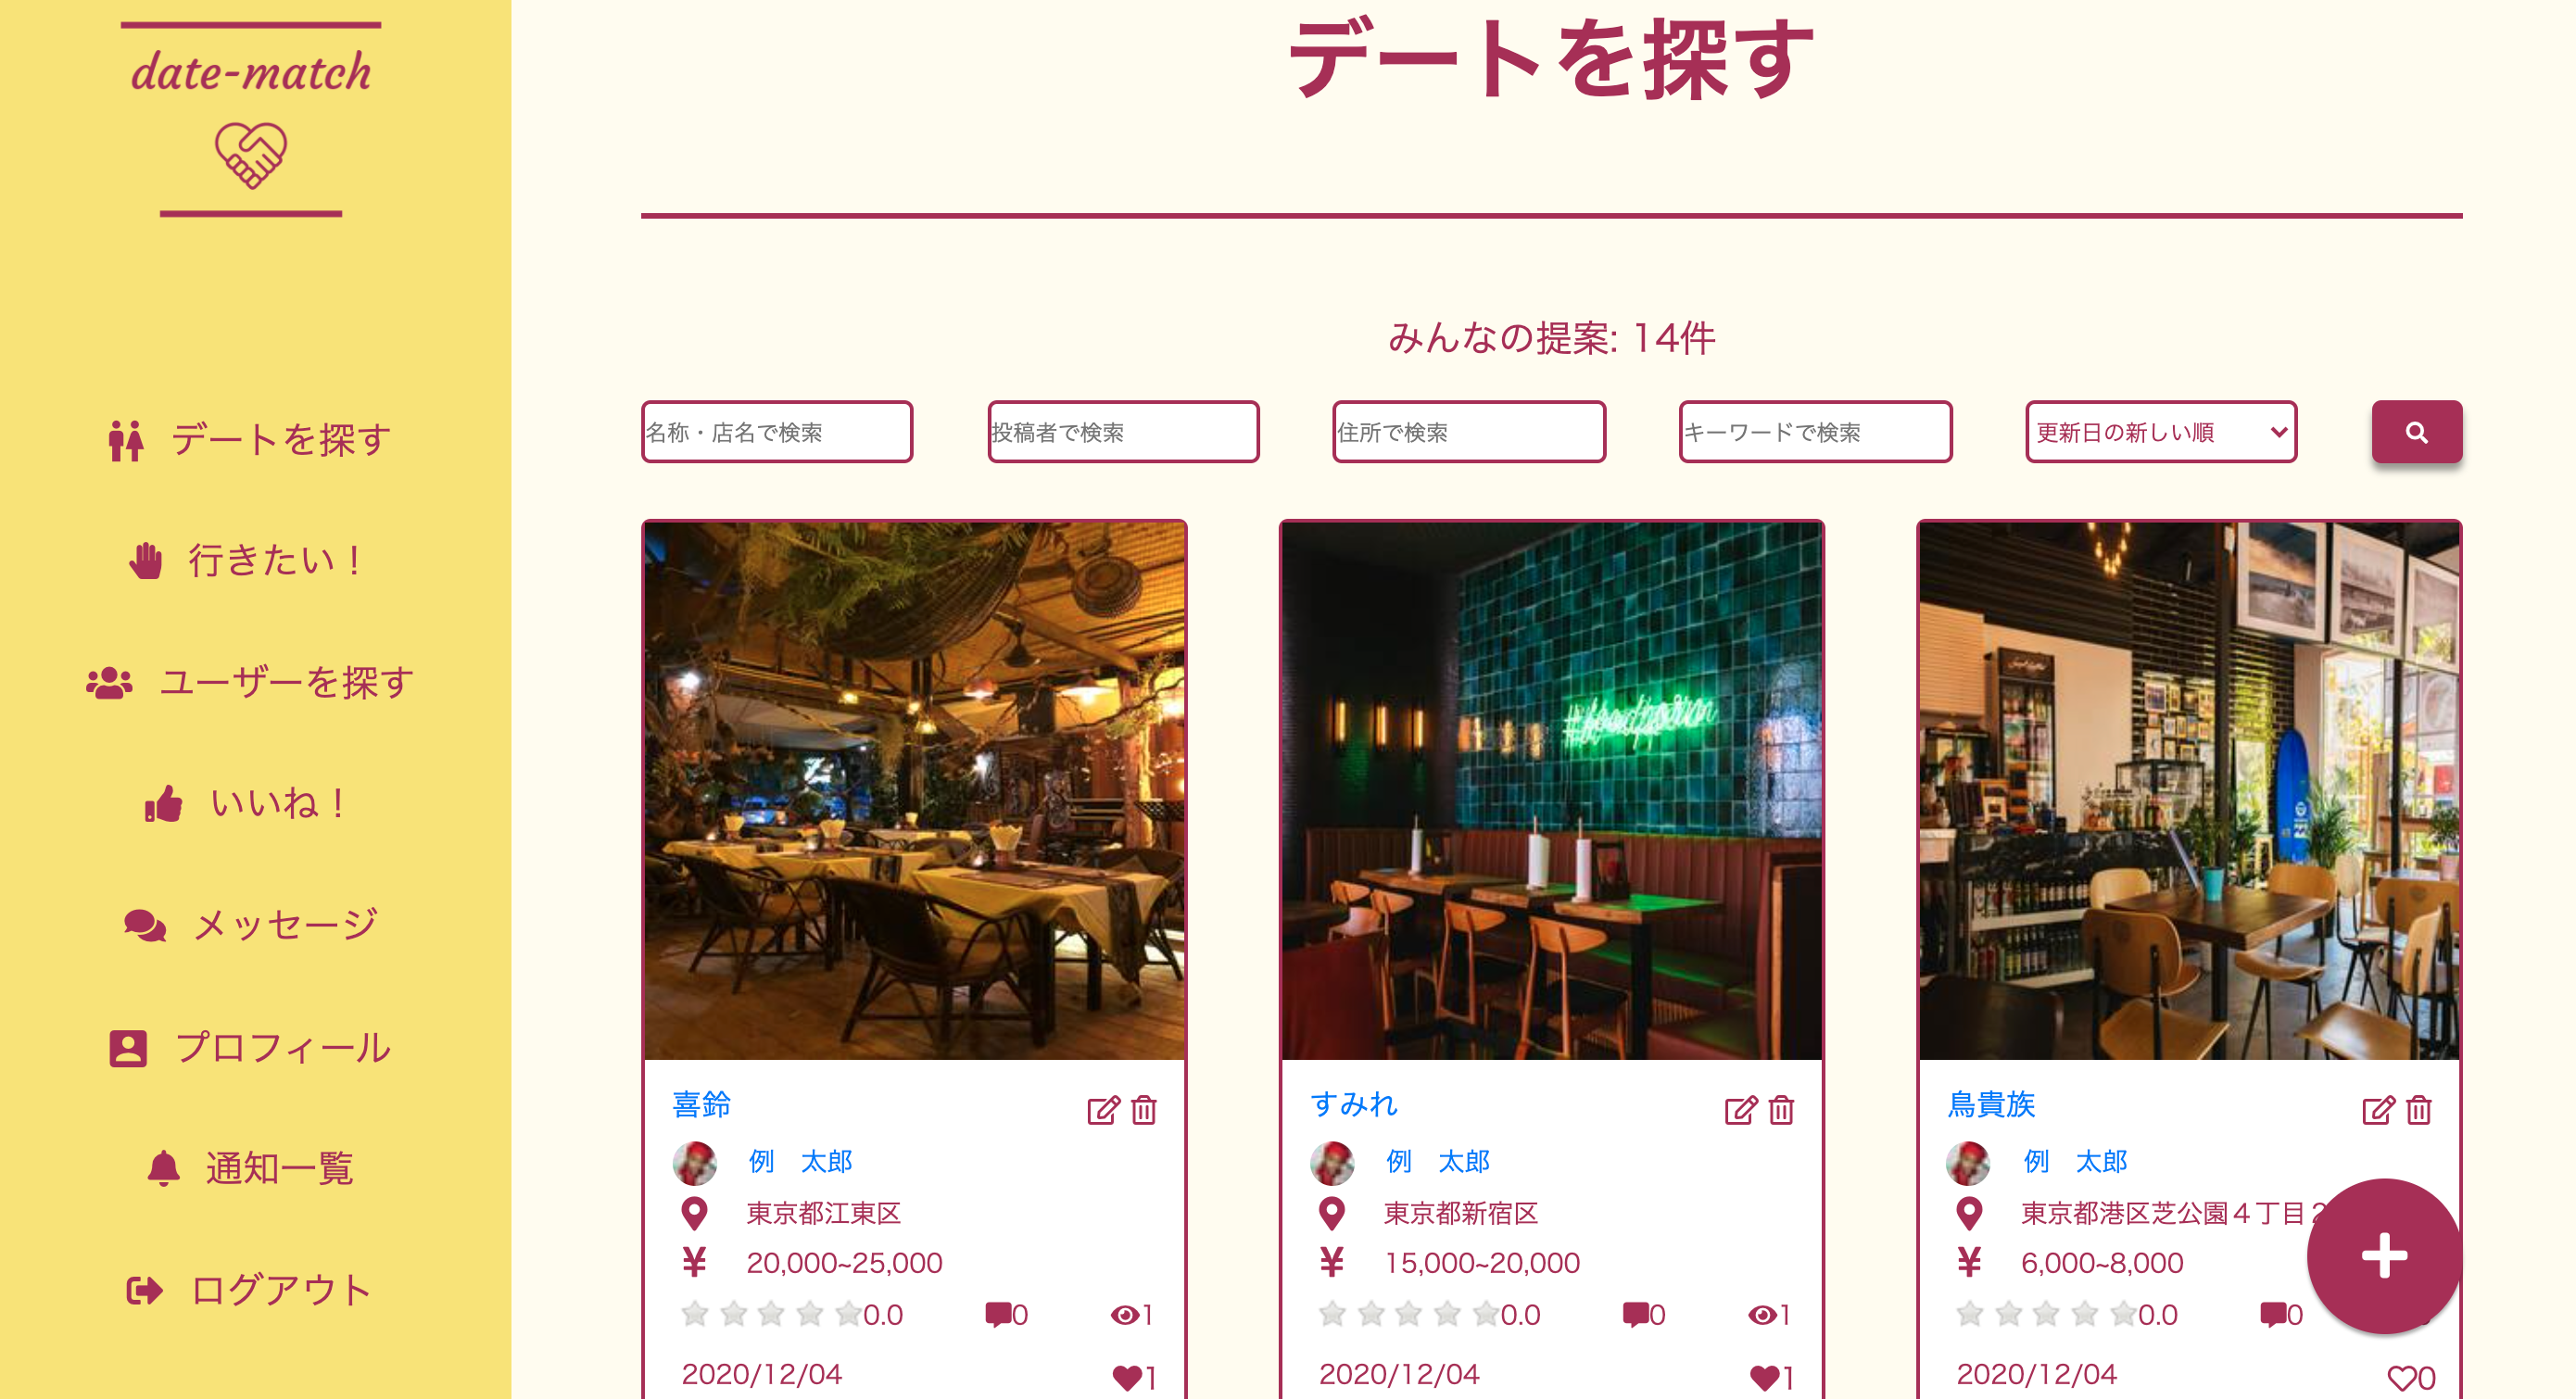 date-match
デートを探す
行きたい！
ユーザーを探す
いいね！
メッセージ
プロフィール
通知一覧
ログアウト
デートを探す
みんなの提案: 14件
名称・店名で検索
投稿者で検索
住所で検索
キーワードで検索
更新日の新しい順
喜鈴
例　太郎
東京都江東区
¥ 20,000~25,000
0.0 0 1
2020/12/04 1
すみれ
例　太郎
東京都新宿区
¥ 15,000~20,000
0.0 0 1
2020/12/04 1
鳥貴族
例　太郎
東京都港区芝公園４丁目
¥ 6,000~8,000
0.0 0
2020/12/04 0